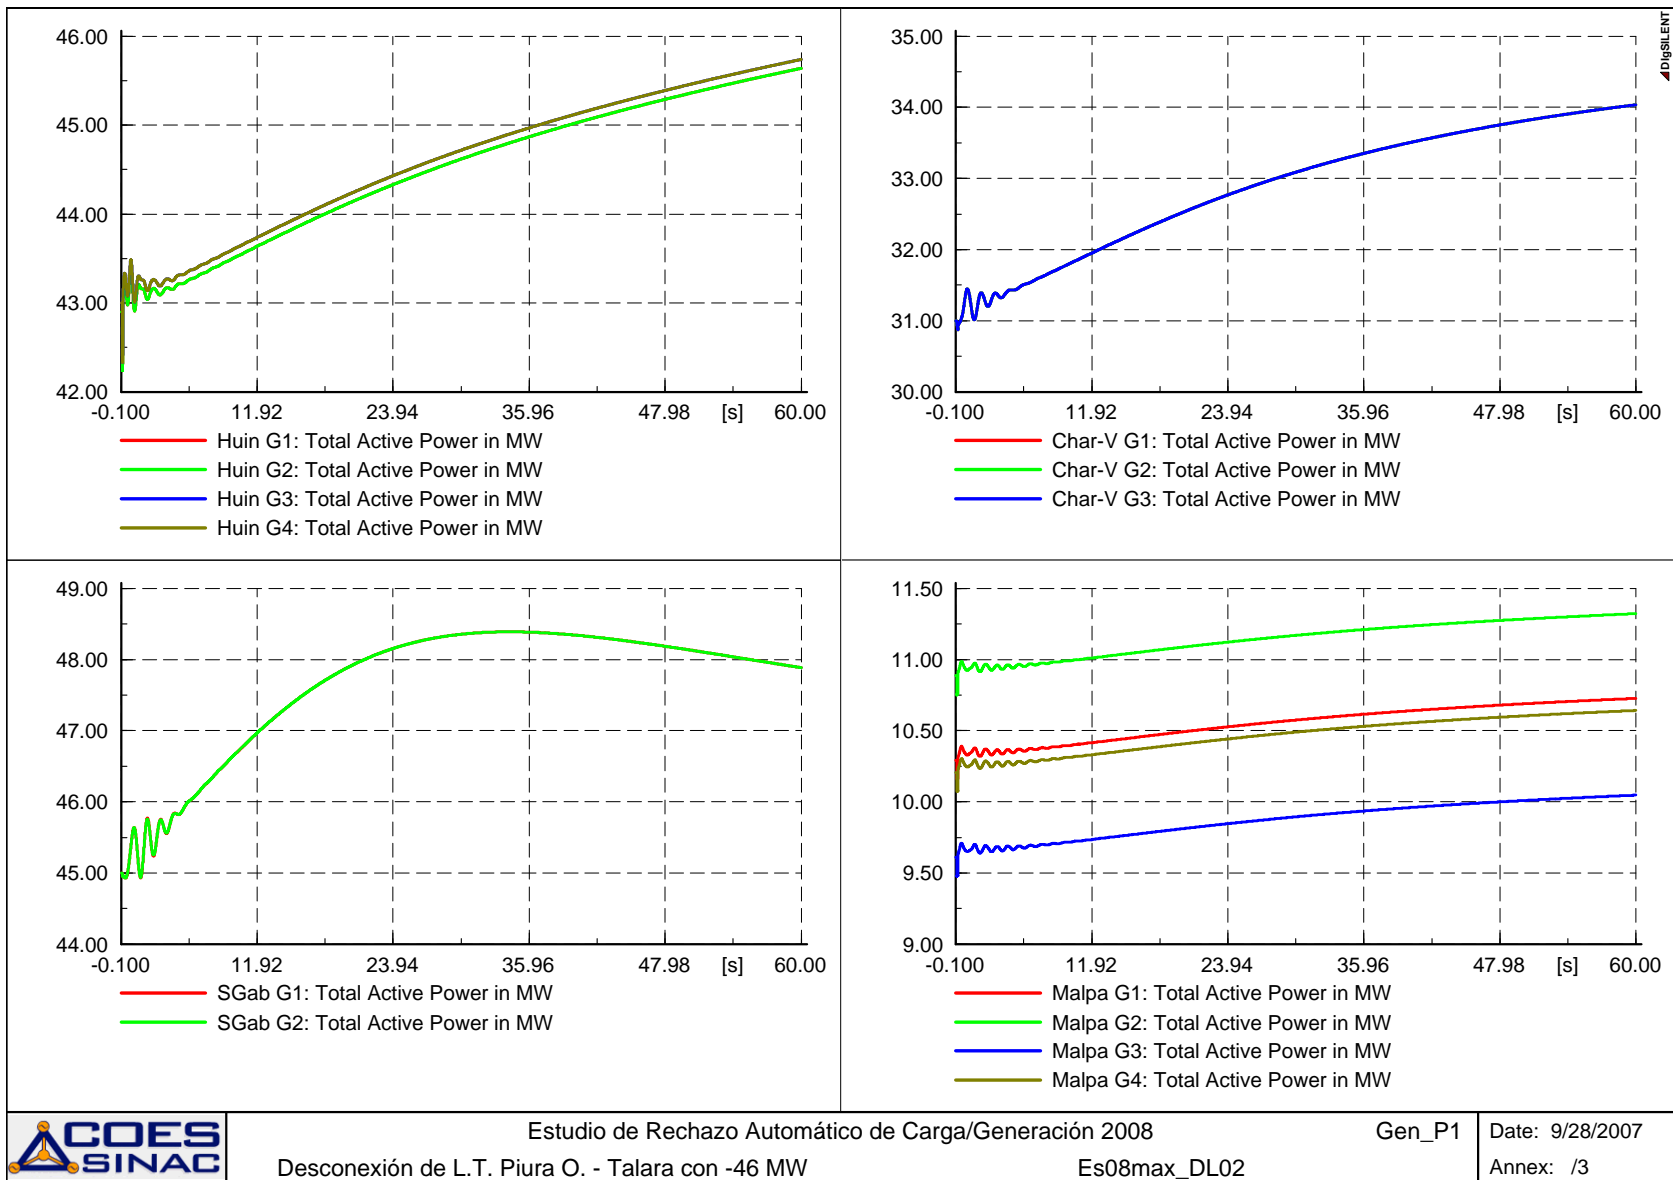 46.00
45.00
44.00
43.00
42.00
-0.100 11.92 23.94 35.96 47.98 [s] 60.00
Huin G1: Total Active Power in MW
Huin G2: Total Active Power in MW
Huin G3: Total Active Power in MW
Huin G4: Total Active Power in MW
35.00
34.00
33.00
32.00
31.00
30.00
-0.100 11.92 23.94 35.96 47.98 [s] 60.00
Char-V G1: Total Active Power in MW
Char-V G2: Total Active Power in MW
Char-V G3: Total Active Power in MW
DIgSILENT
49.00
48.00
47.00
46.00
45.00
44.00
-0.100 11.92 23.94 35.96 47.98 [s] 60.00
SGab G1: Total Active Power in MW
SGab G2: Total Active Power in MW
11.50
11.00
10.50
10.00
9.50
9.00
-0.100 11.92 23.94 35.96 47.98 [s] 60.00
Malpa G1: Total Active Power in MW
Malpa G2: Total Active Power in MW
Malpa G3: Total Active Power in MW
Malpa G4: Total Active Power in MW
COES
SINAC
Estudio de Rechazo Automático de Carga/Generación 2008 Gen_P1
Desconexión de L.T. Piura O. - Talara con -46 MW Es08max_DL02
Date: 9/28/2007
Annex: /3